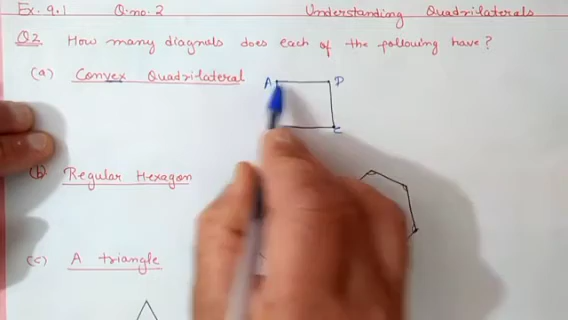 Ex. 9.1 Q.no. 2 Understanding Quadrilaterals
Q2. How many diagnals does each of the following have?
(a) Convex Quadrilateral
A D
C
(b) Regular Hexagon
(c) A triangle